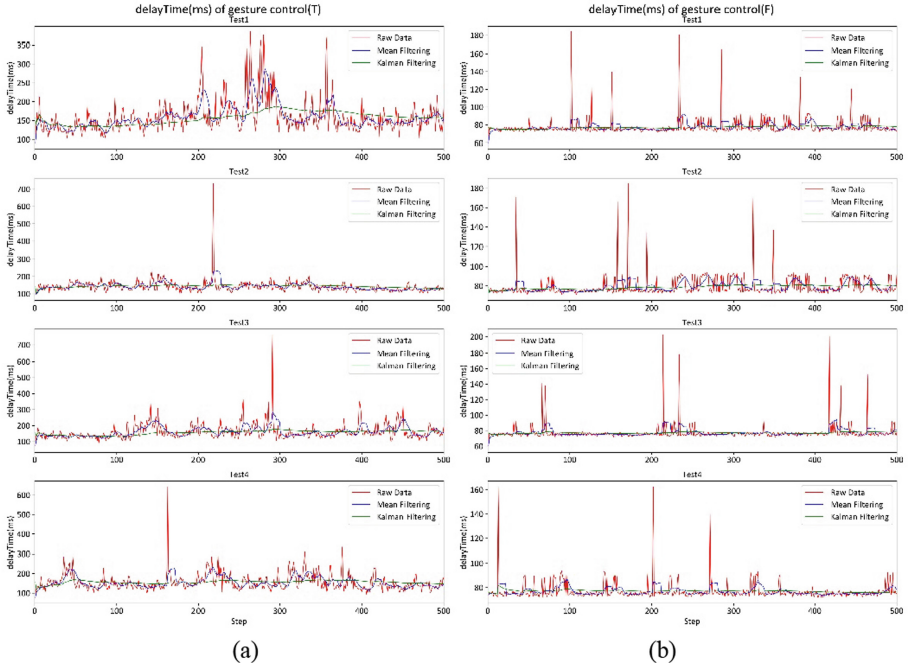 delayTime(ms) of gesture control(T)
Test1
delayTime(ms)
350
300
250
200
150
100
Raw Data
Mean Filtering
Kalman Filtering
0 100 200 300 400 500
Test2
delayTime(ms)
700
600
500
400
300
200
100
Raw Data
Mean Filtering
Kalman Filtering
0 100 200 300 400 500
Test3
delayTime(ms)
700
600
500
400
300
200
100
Raw Data
Mean Filtering
Kalman Filtering
0 100 200 300 400 500
Test4
delayTime(ms)
600
500
400
300
200
100
Raw Data
Mean Filtering
Kalman Filtering
0 100 200 300 400 500
Step
(a)
delayTime(ms) of gesture control(F)
Test1
delayTime(ms)
180
160
140
120
100
80
60
Raw Data
Mean Filtering
Kalman Filtering
0 100 200 300 400 500
Test2
delayTime(ms)
180
160
140
120
100
80
Raw Data
Mean Filtering
Kalman Filtering
0 100 200 300 400 500
Test3
delayTime(ms)
200
180
160
140
120
100
80
60
Raw Data
Mean Filtering
Kalman Filtering
0 100 200 300 400 500
Test4
delayTime(ms)
160
140
120
100
80
Raw Data
Mean Filtering
Kalman Filtering
0 100 200 300 400 500
Step
(b)